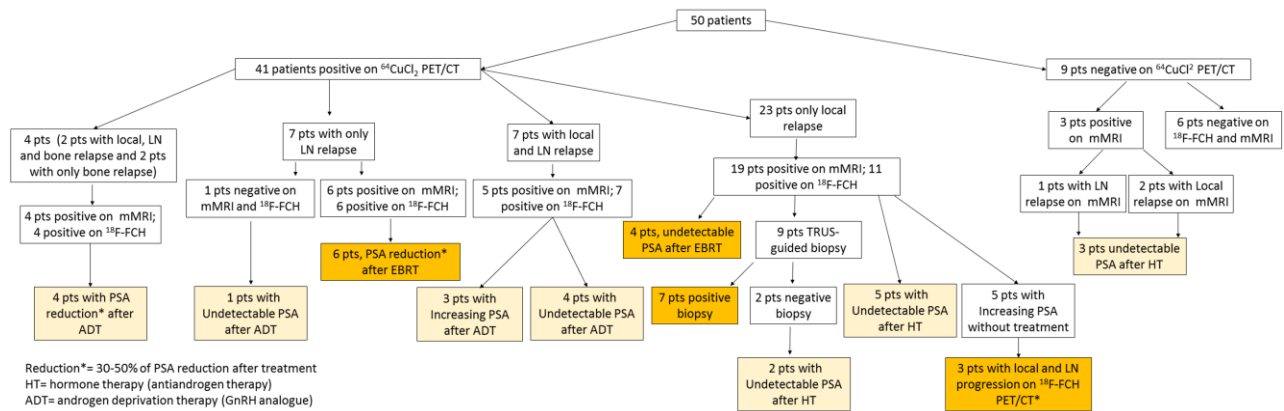 50 patients
41 patients positive on ⁶⁴CuCl₂ PET/CT
9 pts negative on ⁶⁴CuCl² PET/CT
4 pts (2 pts with local, LN
and bone relapse and 2 pts
with only bone relapse)
7 pts with only
LN relapse
7 pts with local
and LN relapse
23 pts only local
relapse
3 pts positive
on mMRI
6 pts negative on
¹⁸F-FCH and mMRI
4 pts positive on mMRI;
4 positive on ¹⁸F-FCH
1 pts negative on
mMRI and ¹⁸F-FCH
6 pts positive on mMRI;
6 positive on ¹⁸F-FCH
5 pts positive on mMRI; 7
positive on ¹⁸F-FCH
19 pts positive on mMRI; 11
positive on ¹⁸F-FCH
1 pts with LN
relapse on mMRI
2 pts with Local
relapse on mMRI
6 pts, PSA reduction*
after EBRT
4 pts, undetectable
PSA after EBRT
9 pts TRUS-
guided biopsy
3 pts undetectable
PSA after HT
4 pts with PSA
reduction* after
ADT
1 pts with
Undetectable PSA
after ADT
3 pts with
Increasing PSA
after ADT
4 pts with
Undetectable PSA
after ADT
7 pts positive
biopsy
2 pts negative
biopsy
5 pts with
Undetectable PSA
after HT
5 pts with
Increasing PSA
without treatment
2 pts with
Undetectable PSA
after HT
3 pts with local and LN
progression on ¹⁸F-FCH
PET/CT*
Reduction*= 30-50% of PSA reduction after treatment
HT= hormone therapy (antiandrogen therapy)
ADT= androgen deprivation therapy (GnRH analogue)